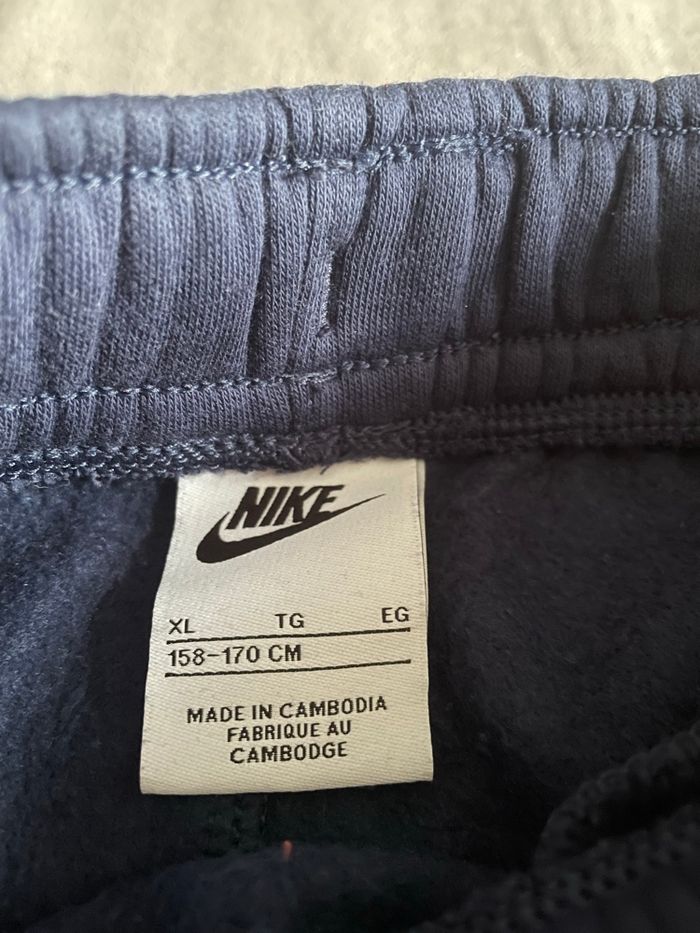 NIKE
XL TG EG
158-170 CM
MADE IN CAMBODIA
FABRIQUE AU
CAMBODGE